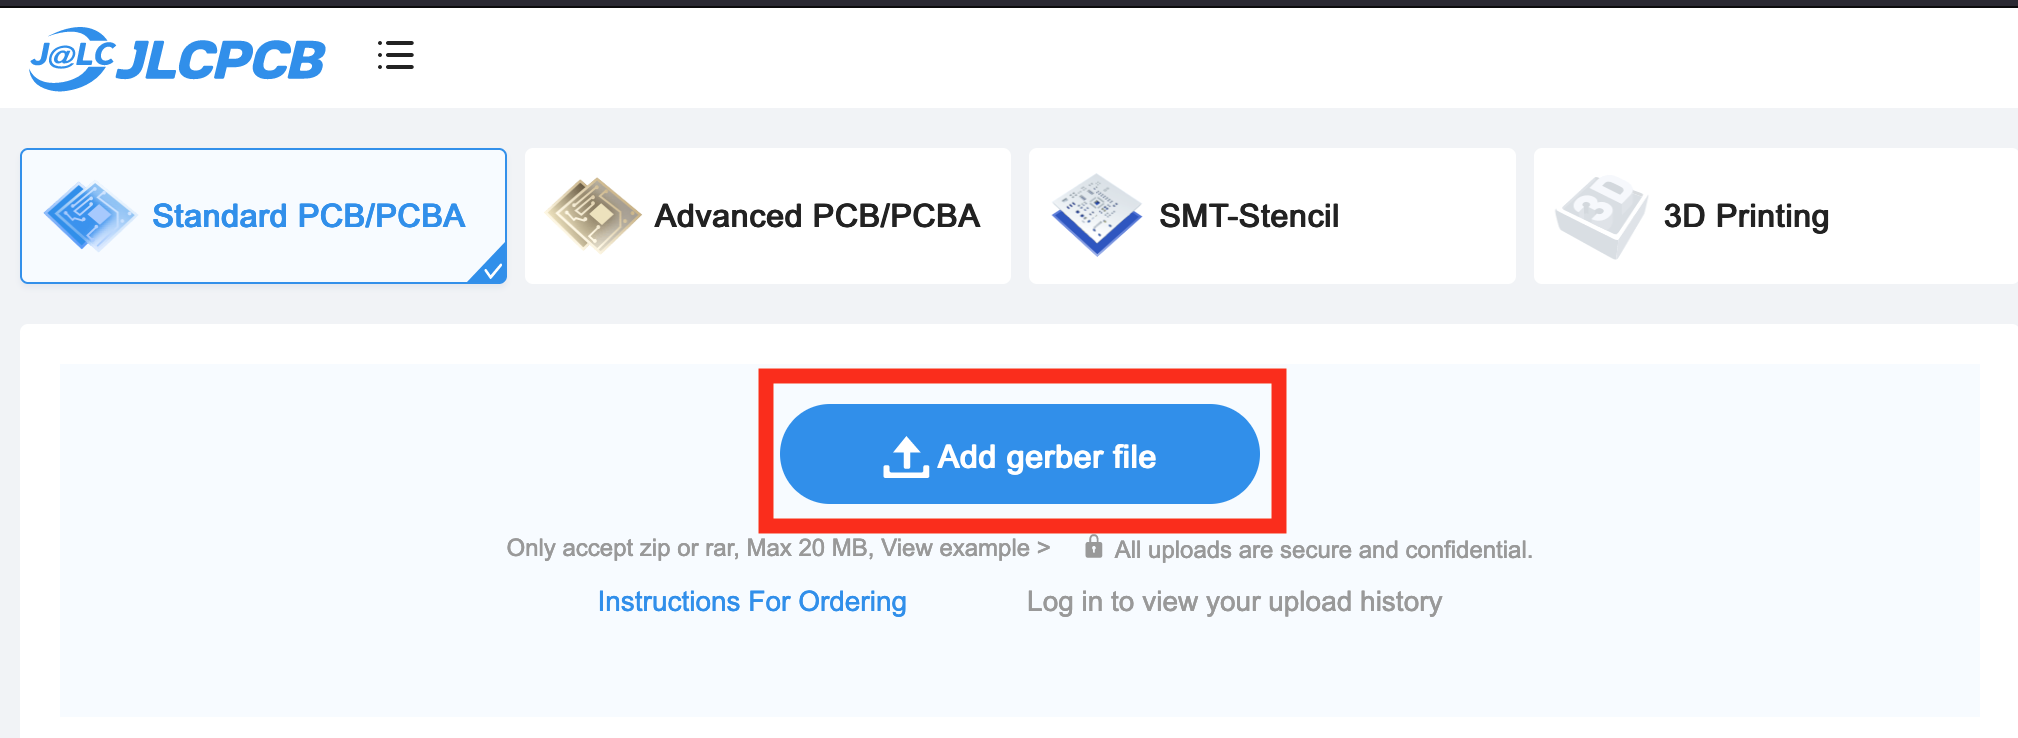 J@LC JLCPCB
Standard PCB/PCBA
Advanced PCB/PCBA
SMT-Stencil
3D
3D Printing
Add gerber file
Only accept zip or rar, Max 20 MB, View example >
All uploads are secure and confidential.
Instructions For Ordering
Log in to view your upload history